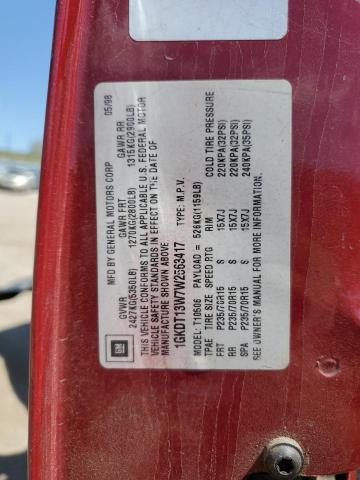 MFD BY GENERAL MOTORS CORP 05/98
GVWR GAWR FRT GAWR RR
2427KG(5350LB) 1270KG(2800LB) 1315KG(2900LB)
THIS VEHICLE CONFORMS TO ALL APPLICABLE U.S. FEDERAL MOTOR
VEHICLE SAFETY STANDARDS IN EFFECT ON THE DATE OF
MANUFACTURE SHOWN ABOVE.
1GKDT13W7W2563417 TYPE: M.P.V.
MODEL: T10506 PAYLOAD = 526KG(1159LB)
TPAE TIRE SIZE SPEED RTG RIM COLD TIRE PRESSURE
FRT P235/70R15 S 15X7J 220KPA(32PSI)
RR P235/70R15 S 15X7J 220KPA(32PSI)
SPA P235/70R15 S 15X7J 240KPA(35PSI)
SEE OWNER'S MANUAL FOR MORE INFORMATION.
GM